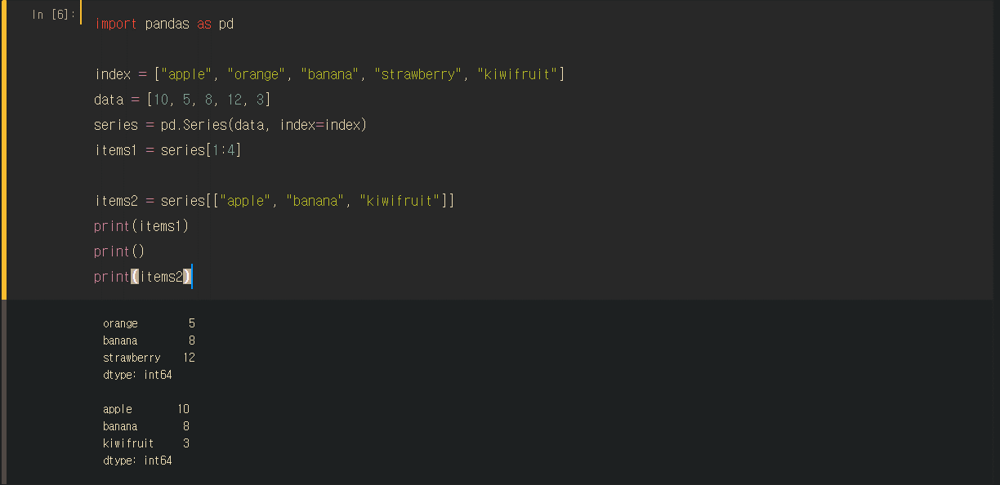 In [6]:
import pandas as pd
index = ["apple", "orange", "banana", "strawberry", "kiwifruit"]
data = [10, 5, 8, 12, 3]
series = pd.Series(data, index=index)
items1 = series[1:4]
items2 = series[["apple", "banana", "kiwifruit"]]
print(items1)
print()
print(items2)
orange 5
banana 8
strawberry 12
dtype: int64
apple 10
banana 8
kiwifruit 3
dtype: int64